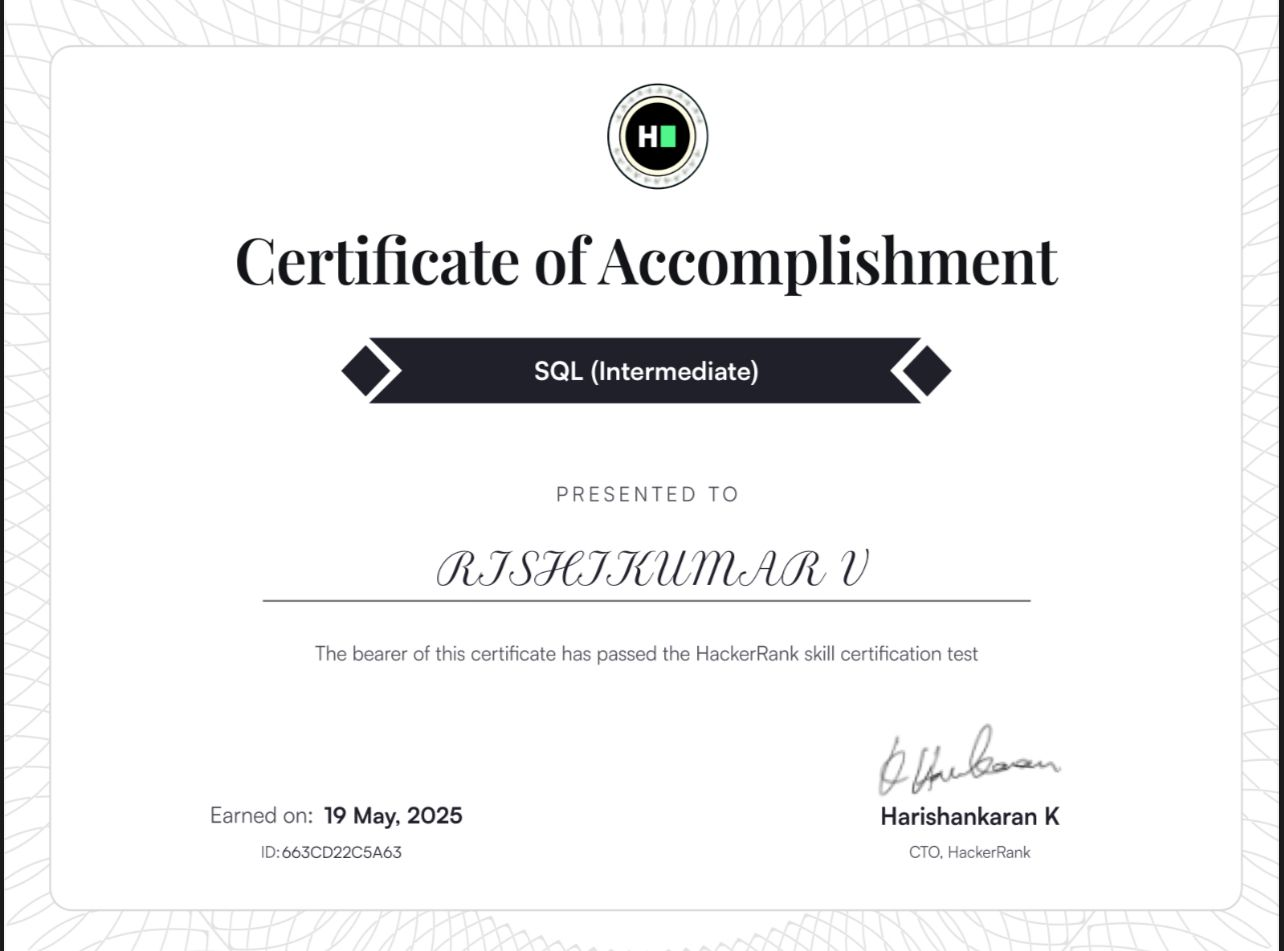 H
Certificate of Accomplishment
SQL (Intermediate)
PRESENTED TO
RISHIKUMAR V
The bearer of this certificate has passed the HackerRank skill certification test
Earned on: 19 May, 2025
ID:663CD22C5A63
Harishankaran K
CTO, HackerRank